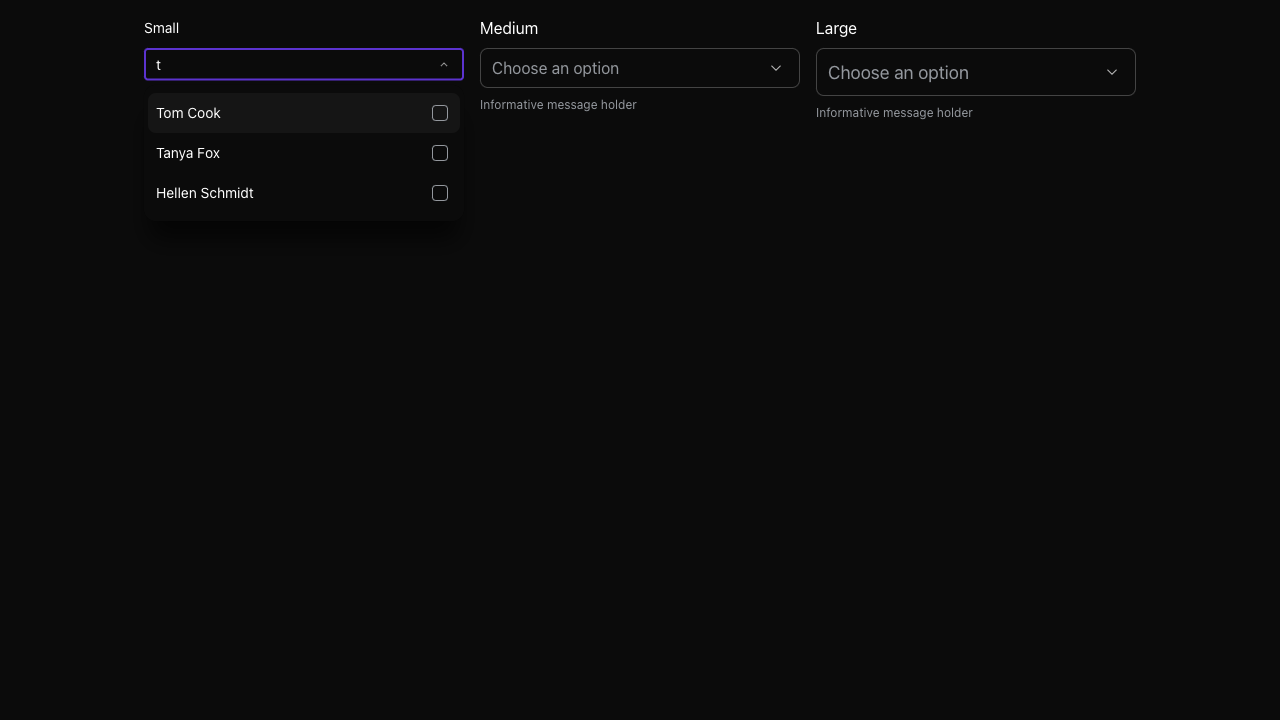 Small
t
Tom Cook
Tanya Fox
Hellen Schmidt
Medium
Choose an option
Informative message holder
Large
Choose an option
Informative message holder